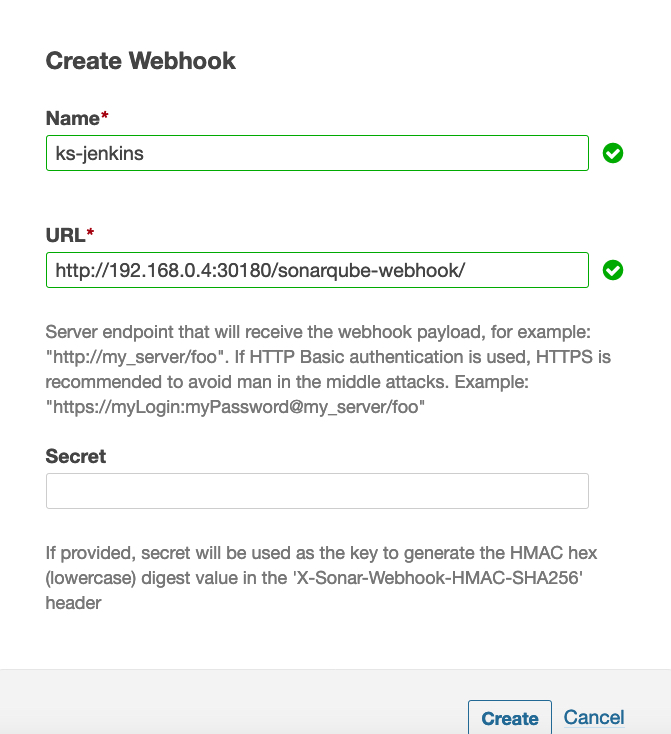 Create Webhook
Name*
ks-jenkins
URL*
http://192.168.0.4:30180/sonarqube-webhook/
Server endpoint that will receive the webhook payload, for example:
"http://my_server/foo". If HTTP Basic authentication is used, HTTPS is
recommended to avoid man in the middle attacks. Example:
"https://myLogin:myPassword@my_server/foo"
Secret
If provided, secret will be used as the key to generate the HMAC hex
(lowercase) digest value in the 'X-Sonar-Webhook-HMAC-SHA256'
header
Create Cancel